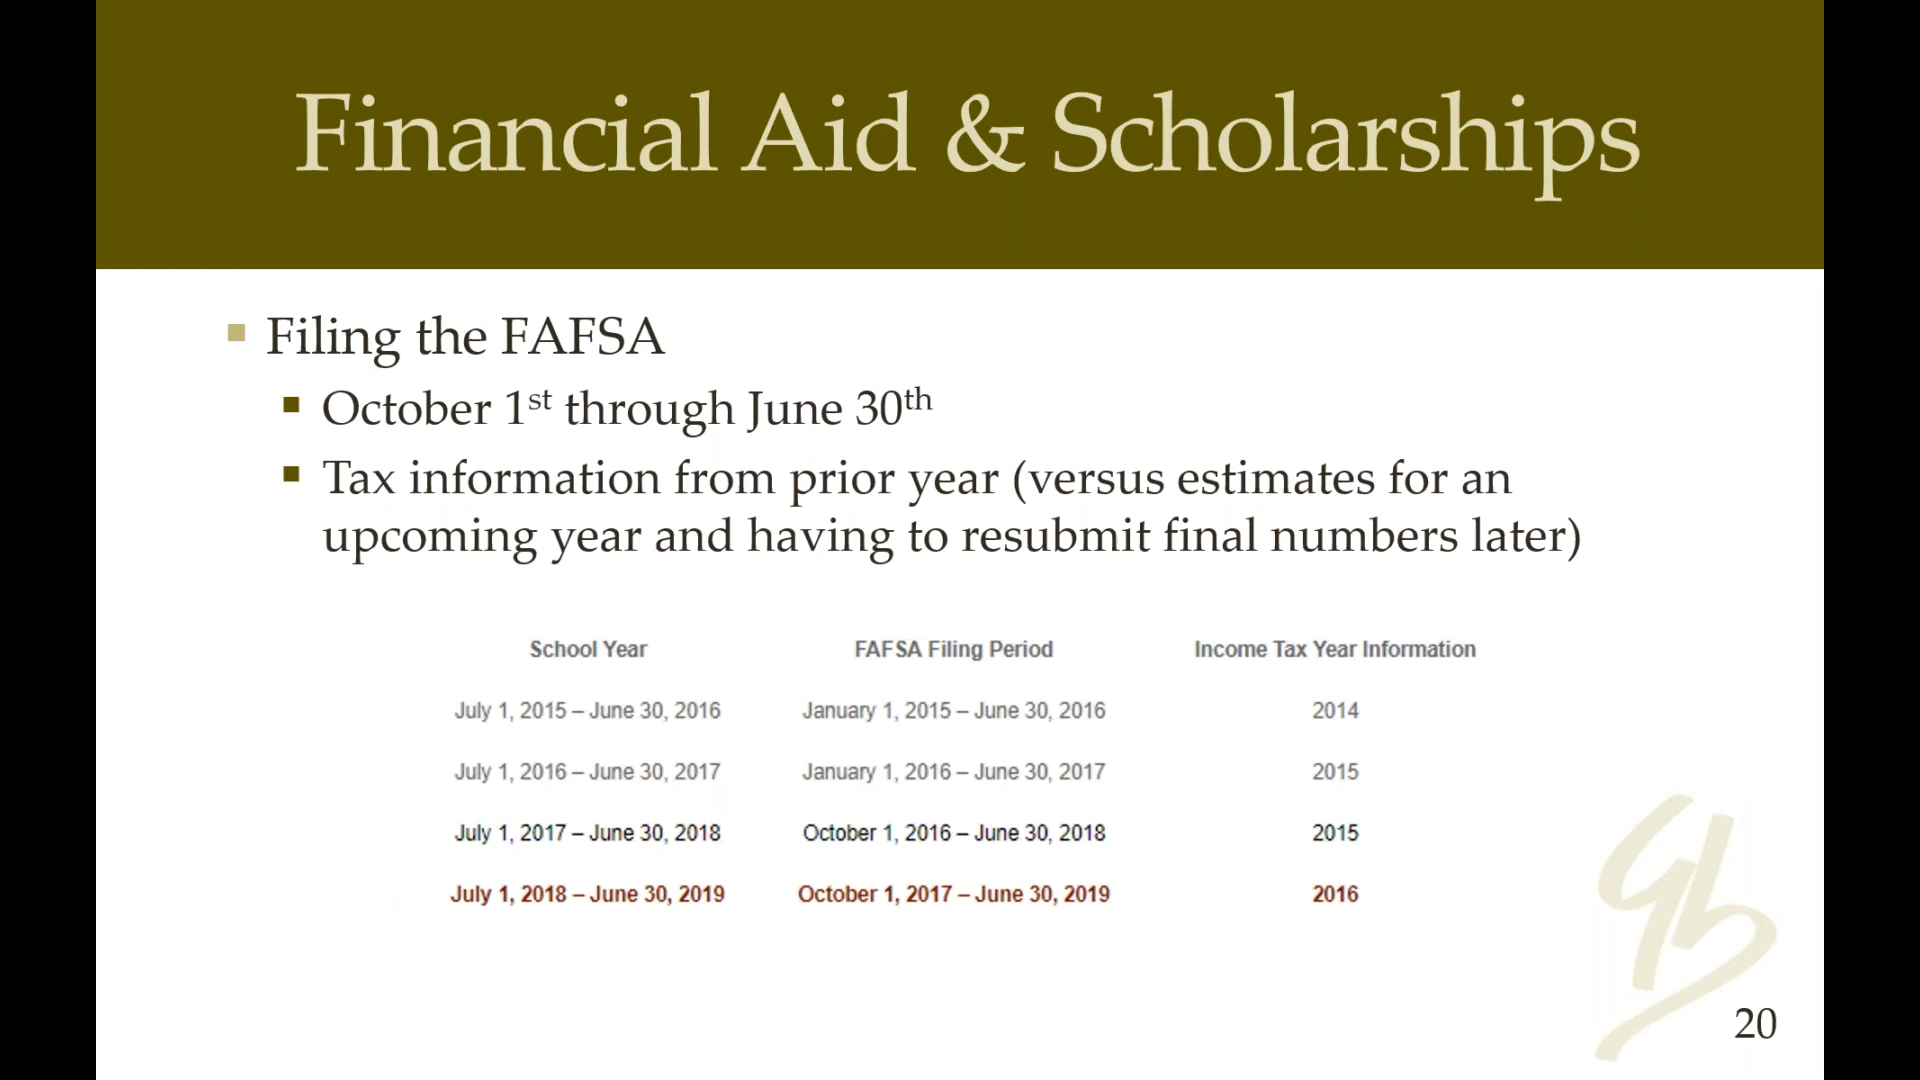 Financial Aid & Scholarships
Filing the FAFSA
October 1st through June 30th
Tax information from prior year (versus estimates for an
upcoming year and having to resubmit final numbers later)
School Year FAFSA Filing Period Income Tax Year Information
July 1, 2015 – June 30, 2016 January 1, 2015 – June 30, 2016 2014
July 1, 2016 – June 30, 2017 January 1, 2016 – June 30, 2017 2015
July 1, 2017 – June 30, 2018 October 1, 2016 – June 30, 2018 2015
July 1, 2018 – June 30, 2019 October 1, 2017 – June 30, 2019 2016
20